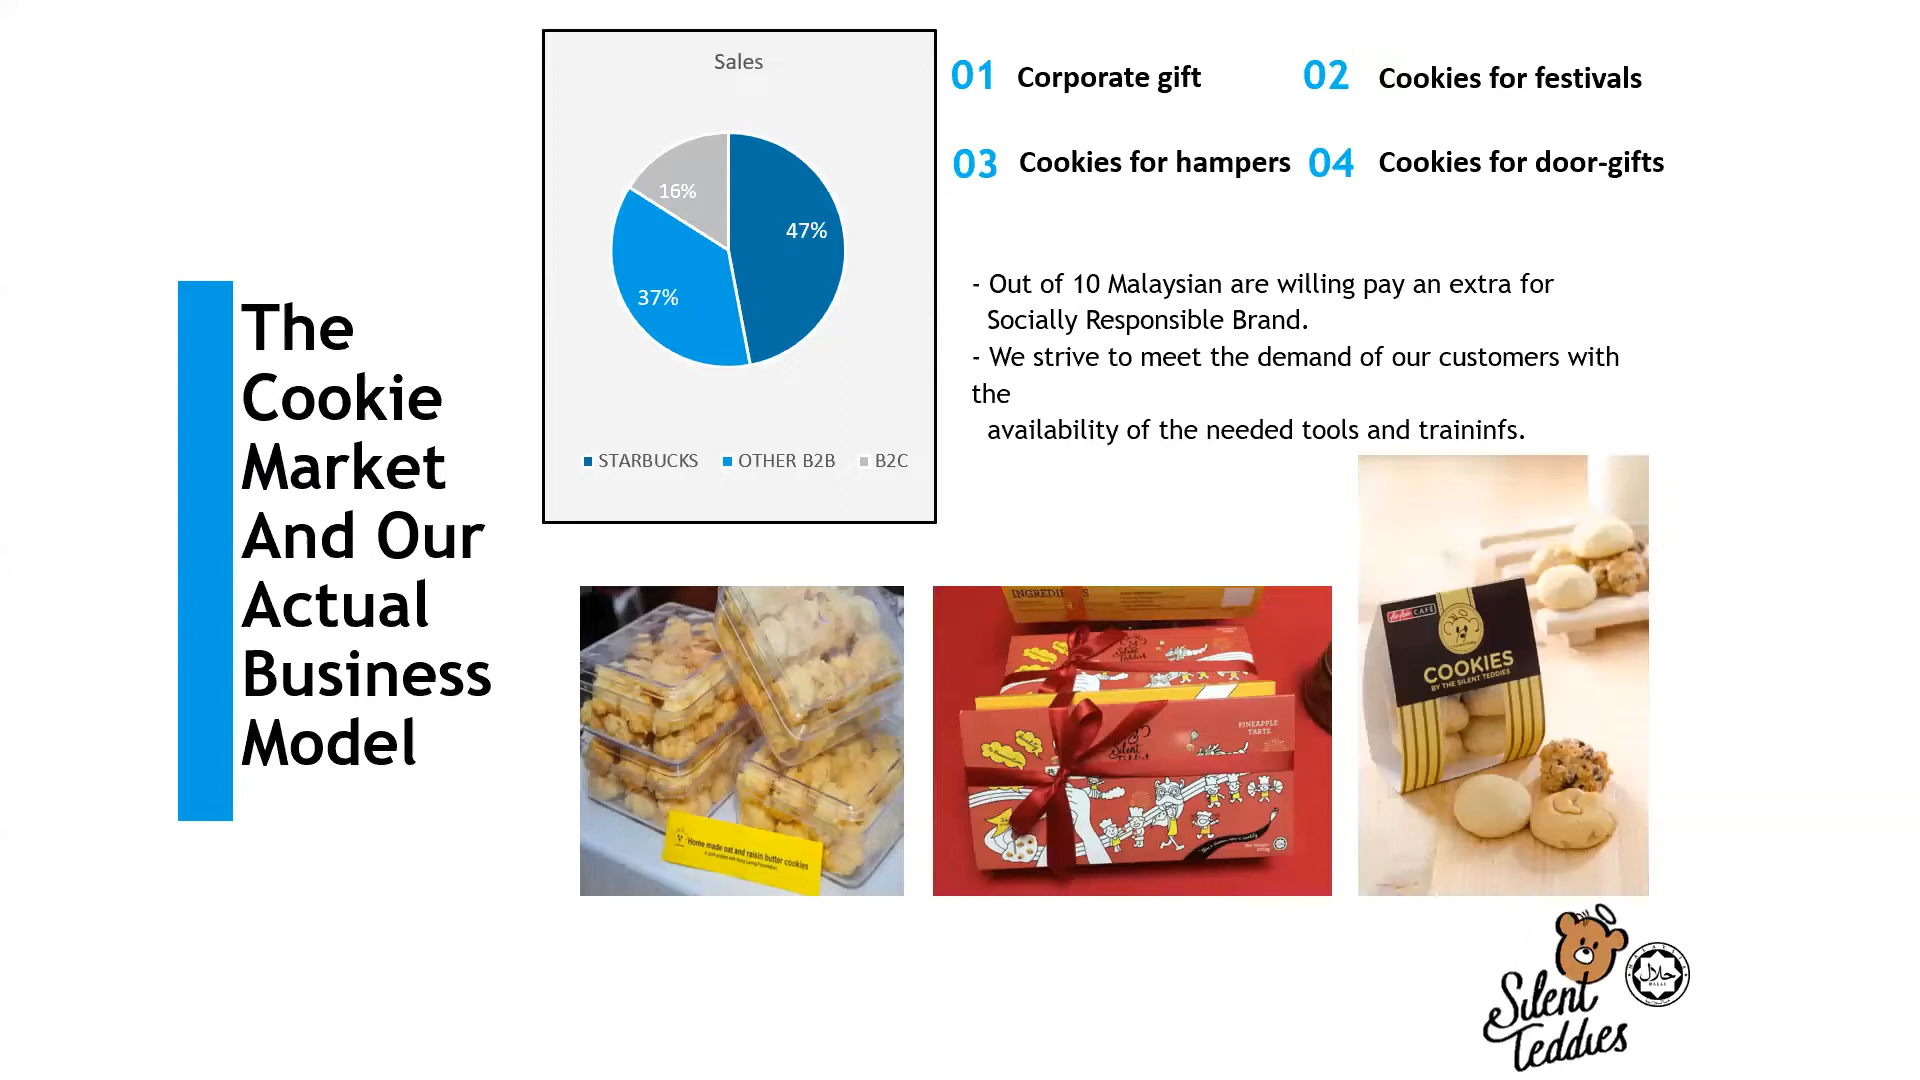 The
Cookie
Market
And Our
Actual
Business
Model
Sales
16%
47%
37%
STARBUCKS
OTHER B2B
B2C
01 Corporate gift
02 Cookies for festivals
03 Cookies for hampers
04 Cookies for door-gifts
- Out of 10 Malaysian are willing pay an extra for
Socially Responsible Brand.
- We strive to meet the demand of our customers with
the
availability of the needed tools and traininfs.
Home made oat and raisin butter cookies
PINEAPPLE
TARTS
Silent
CAFÉ
COOKIES
BY THE SILENT TEDDIES
Silent
Teddies
حلال
HALAL